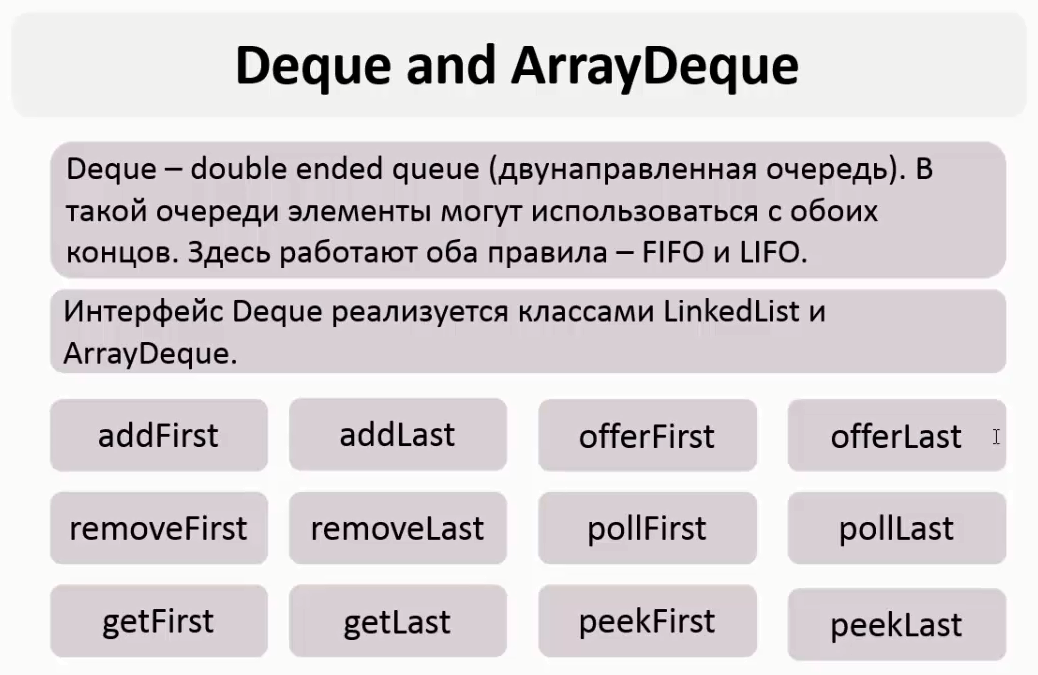 Deque and ArrayDeque
Deque – double ended queue (двунаправленная очередь). В
такой очереди элементы могут использоваться с обоих
концов. Здесь работают оба правила – FIFO и LIFO.
Интерфейс Deque реализуется классами LinkedList и
ArrayDeque.
addFirst addLast offerFirst offerLast
removeFirst removeLast pollFirst pollLast
getFirst getLast peekFirst peekLast